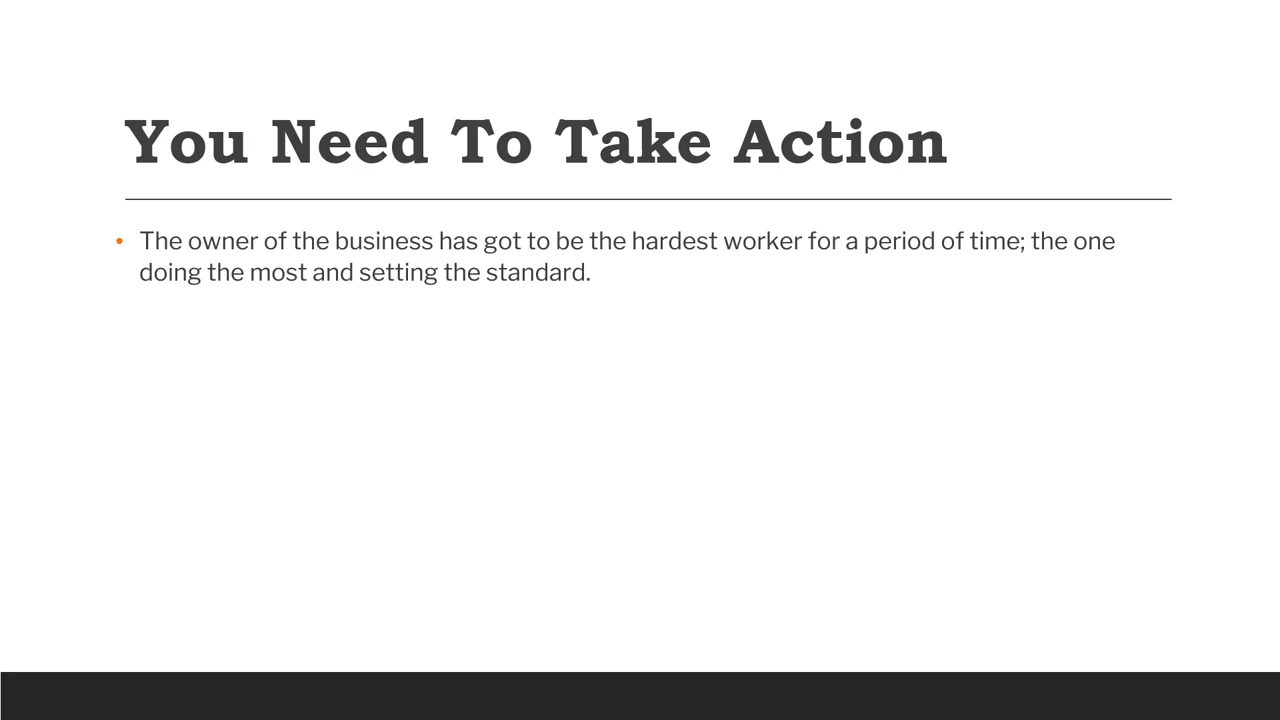 You Need To Take Action
• The owner of the business has got to be the hardest worker for a period of time; the one
doing the most and setting the standard.